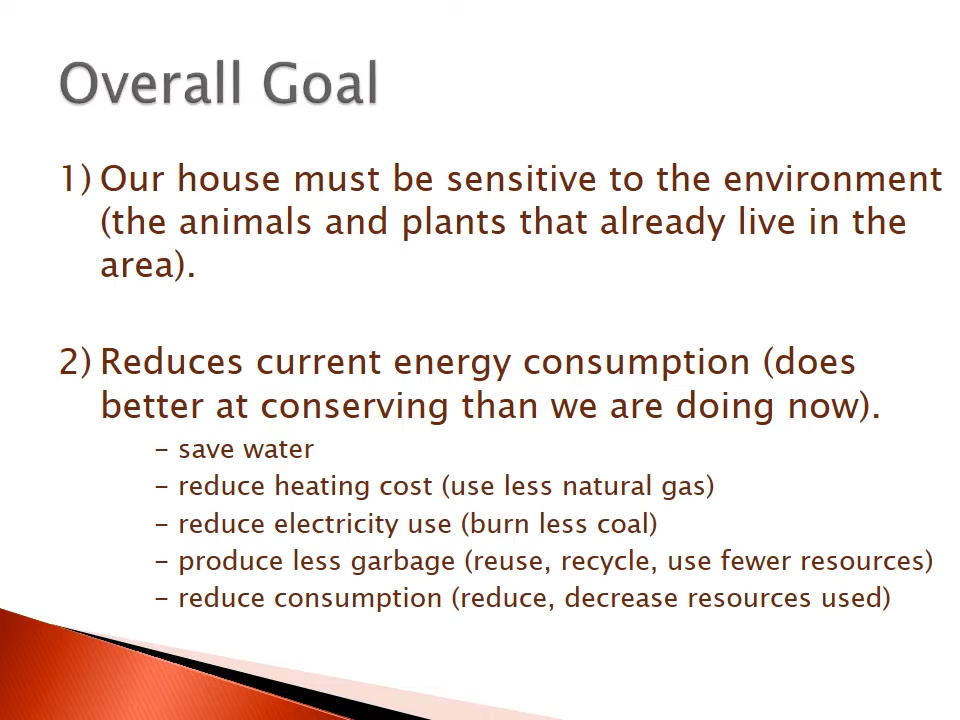 Overall Goal
1) Our house must be sensitive to the environment
(the animals and plants that already live in the
area).
2) Reduces current energy consumption (does
better at conserving than we are doing now).
– save water
– reduce heating cost (use less natural gas)
– reduce electricity use (burn less coal)
– produce less garbage (reuse, recycle, use fewer resources)
– reduce consumption (reduce, decrease resources used)